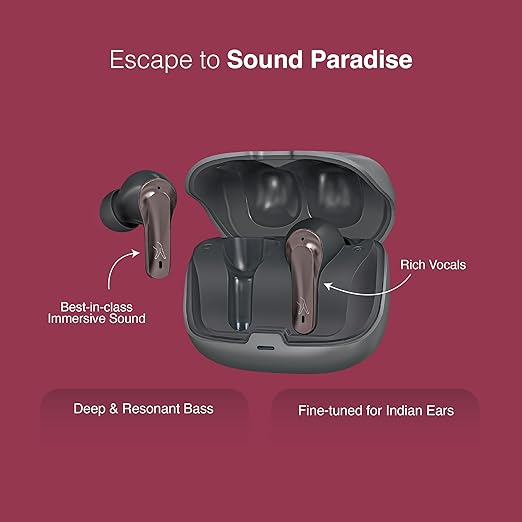 Escape to Sound Paradise
Rich Vocals
Best-in-class
Immersive Sound
Deep & Resonant Bass
Fine-tuned for Indian Ears